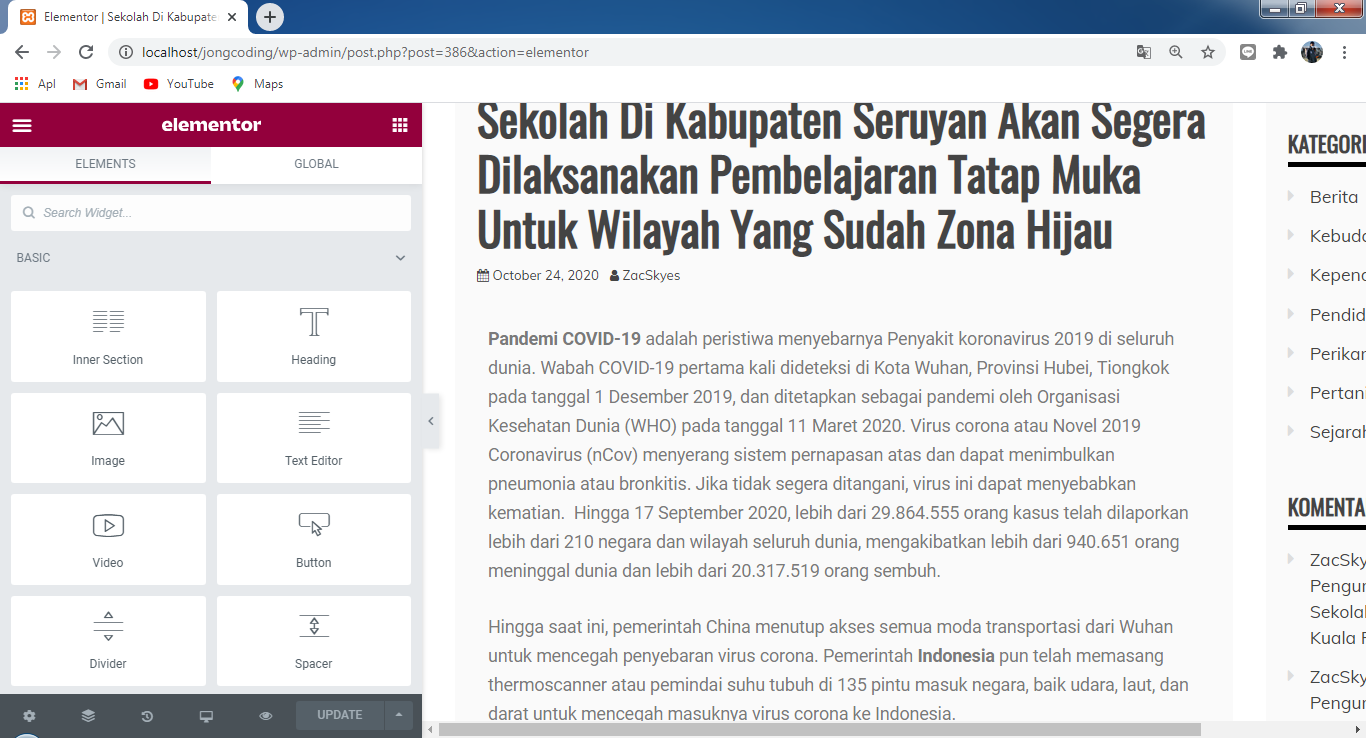 Elementor | Sekolah Di Kabupate
localhost/jongcoding/wp-admin/post.php?post=386&action=elementor
Apl Gmail YouTube Maps
elementor
ELEMENTS GLOBAL
Search Widget...
BASIC
Inner Section Heading
Image Text Editor
Video Button
Divider Spacer
UPDATE
Sekolah Di Kabupaten Seruyan Akan Segera
Dilaksanakan Pembelajaran Tatap Muka
Untuk Wilayah Yang Sudah Zona Hijau
October 24, 2020 ZacSkyes
Pandemi COVID-19 adalah peristiwa menyebarnya Penyakit koronavirus 2019 di seluruh
dunia. Wabah COVID-19 pertama kali dideteksi di Kota Wuhan, Provinsi Hubei, Tiongkok
pada tanggal 1 Desember 2019, dan ditetapkan sebagai pandemi oleh Organisasi
Kesehatan Dunia (WHO) pada tanggal 11 Maret 2020. Virus corona atau Novel 2019
Coronavirus (nCov) menyerang sistem pernapasan atas dan dapat menimbulkan
pneumonia atau bronkitis. Jika tidak segera ditangani, virus ini dapat menyebabkan
kematian.  Hingga 17 September 2020, lebih dari 29.864.555 orang kasus telah dilaporkan
lebih dari 210 negara dan wilayah seluruh dunia, mengakibatkan lebih dari 940.651 orang
meninggal dunia dan lebih dari 20.317.519 orang sembuh.
Hingga saat ini, pemerintah China menutup akses semua moda transportasi dari Wuhan
untuk mencegah penyebaran virus corona. Pemerintah Indonesia pun telah memasang
thermoscanner atau pemindai suhu tubuh di 135 pintu masuk negara, baik udara, laut, dan
darat untuk mencegah masuknya virus corona ke Indonesia.
KATEGORI
Berita
Kebuda
Kepend
Pendid
Perikan
Pertani
Sejarah
KOMENTA
ZacSky
Pengun
Sekolah
Kuala P
ZacSky
Pengun